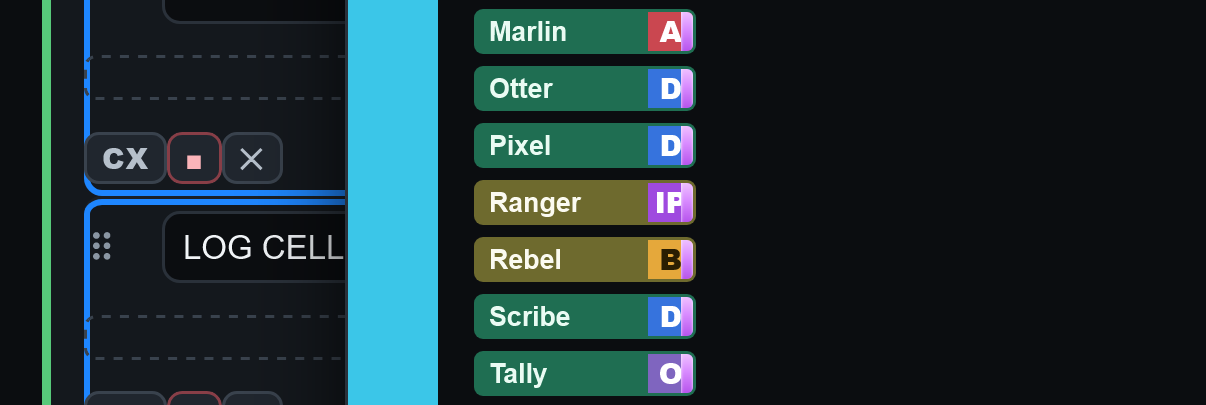 Marlin A
Otter D
Pixel D
CX
Ranger IP
LOG CELL
Rebel B
Scribe D
Tally O